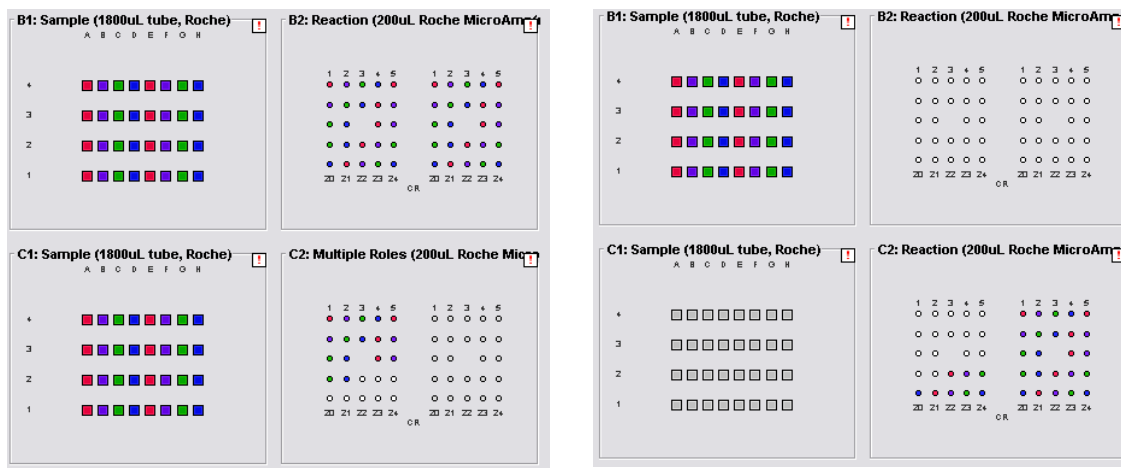 B1: Sample (1800uL tube, Roche)
!
A B C D E F G H
4
3
2
1
B2: Reaction (200uL Roche MicroAmp
!
1 2 3 4 5 1 2 3 4 5
20 21 22 23 24 20 21 22 23 24
CR
C1: Sample (1800uL tube, Roche)
!
A B C D E F G H
4
3
2
1
C2: Multiple Roles (200uL Roche Micro
!
1 2 3 4 5 1 2 3 4 5
20 21 22 23 24 20 21 22 23 24
CR
B1: Sample (1800uL tube, Roche)
!
A B C D E F G H
4
3
2
1
B2: Reaction (200uL Roche MicroAm
!
1 2 3 4 5 1 2 3 4 5
20 21 22 23 24 20 21 22 23 24
CR
C1: Sample (1800uL tube, Roche)
!
A B C D E F G H
4
3
2
1
C2: Reaction (200uL Roche MicroAm
!
1 2 3 4 5 1 2 3 4 5
20 21 22 23 24 20 21 22 23 24
CR